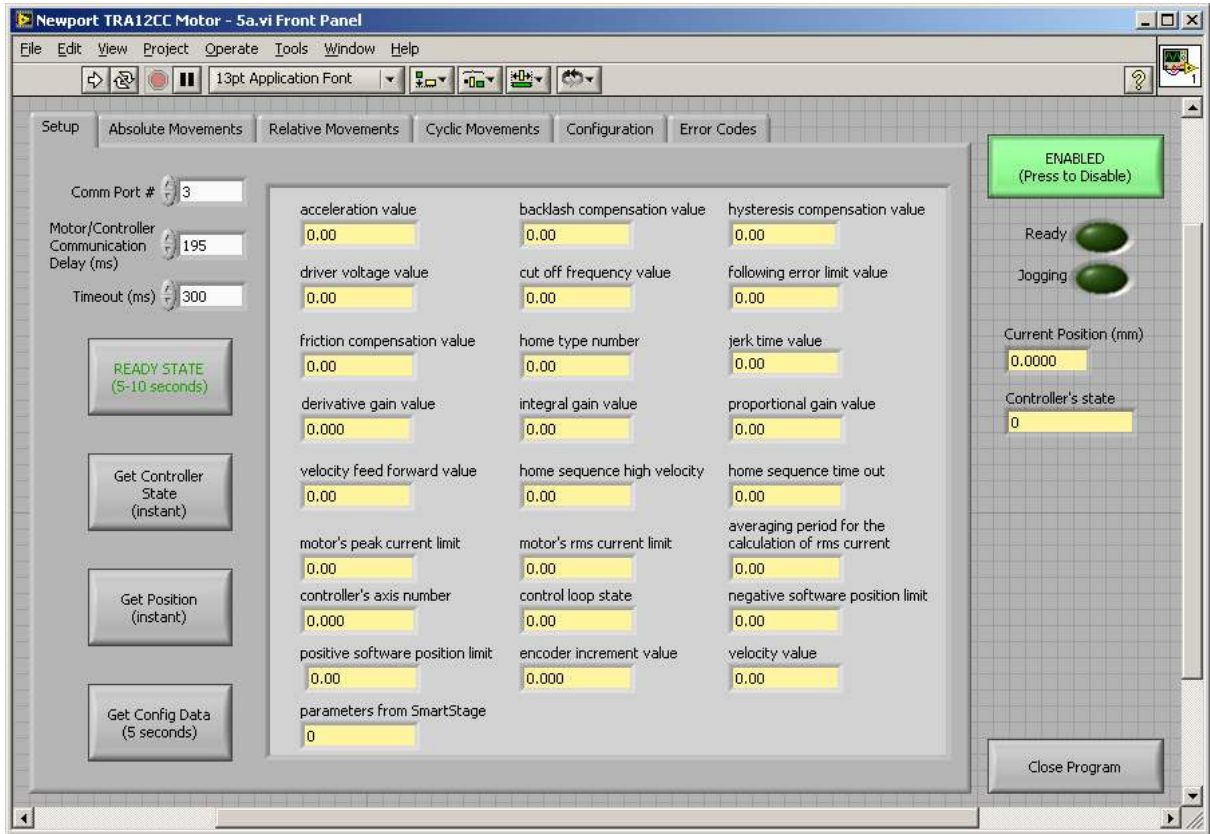 Newport TRA12CC Motor - 5a.vi Front Panel
File Edit View Project Operate Tools Window Help
13pt Application Font
1
Setup Absolute Movements Relative Movements Cyclic Movements Configuration Error Codes
Comm Port # 3
Motor/Controller
Communication
Delay (ms)
195
Timeout (ms) 300
READY STATE
(5-10 seconds)
Get Controller
State
(instant)
Get Position
(instant)
Get Config Data
(5 seconds)
acceleration value backlash compensation value hysteresis compensation value
0.00 0.00 0.00
driver voltage value cut off frequency value following error limit value
0.00 0.00 0.00
friction compensation value home type number jerk time value
0.00 0.00 0.00
derivative gain value integral gain value proportional gain value
0.000 0.00 0.00
velocity feed forward value home sequence high velocity home sequence time out
0.00 0.00 0.00
motor's peak current limit motor's rms current limit averaging period for the
calculation of rms current
0.00 0.00 0.00
controller's axis number control loop state negative software position limit
0.000 0.00 0.00
positive software position limit encoder increment value velocity value
0.00 0.000 0.00
parameters from SmartStage
0
ENABLED
(Press to Disable)
Ready
Jogging
Current Position (mm)
0.0000
Controller's state
0
Close Program